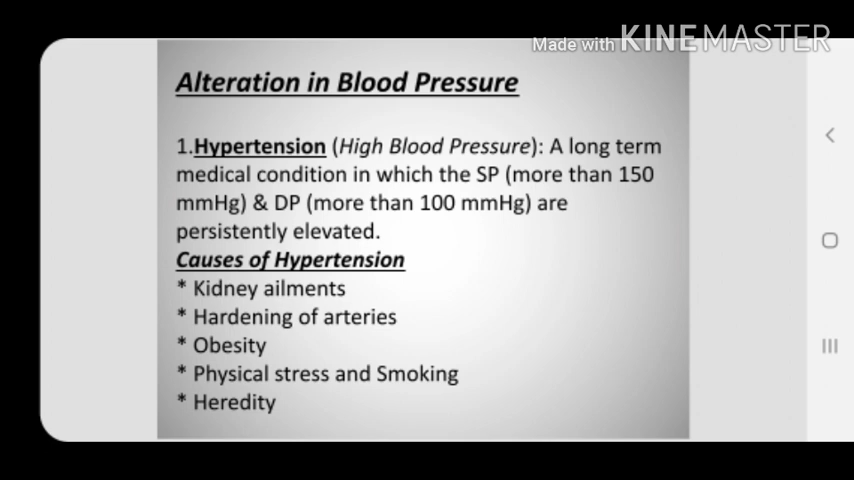 Made with KINEMASTER
Alteration in Blood Pressure
1.Hypertension (High Blood Pressure): A long term
medical condition in which the SP (more than 150
mmHg) & DP (more than 100 mmHg) are
persistently elevated.
Causes of Hypertension
* Kidney ailments
* Hardening of arteries
* Obesity
* Physical stress and Smoking
* Heredity